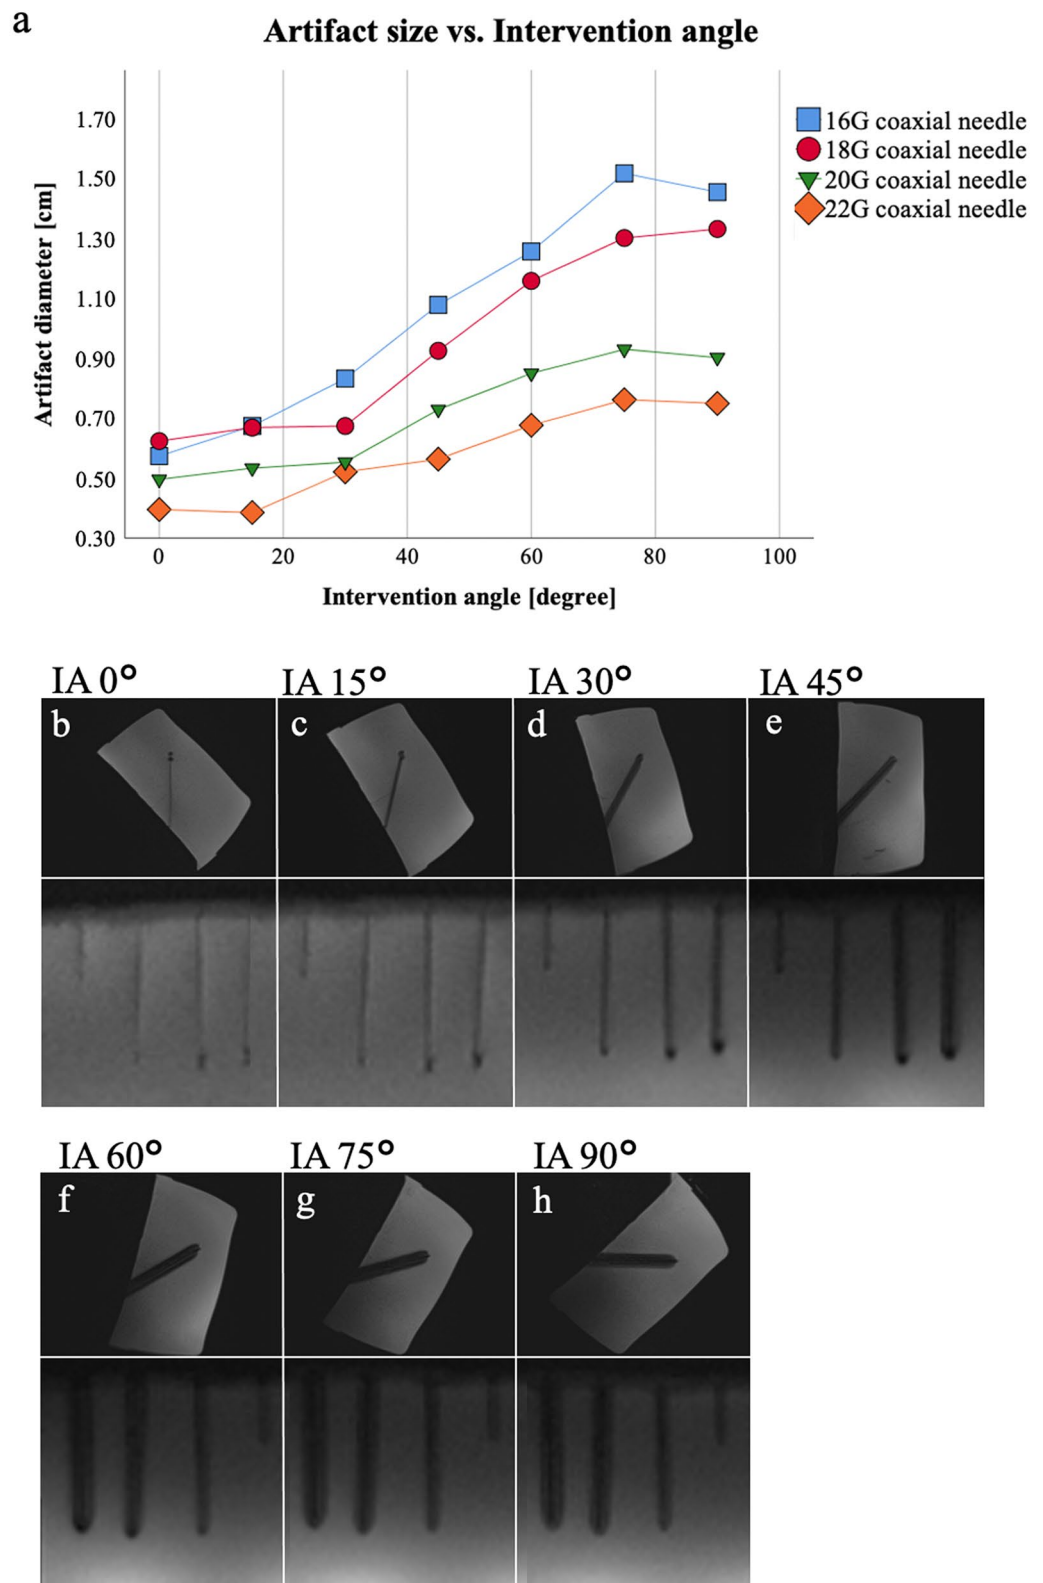 a
Artifact size vs. Intervention angle
1.70
1.50
1.30
1.10
0.90
0.70
0.50
0.30
Artifact diameter [cm]
0 20 40 60 80 100
Intervention angle [degree]
16G coaxial needle
18G coaxial needle
20G coaxial needle
22G coaxial needle
IA 0° IA 15° IA 30° IA 45°
b c d e
IA 60° IA 75° IA 90°
f g h